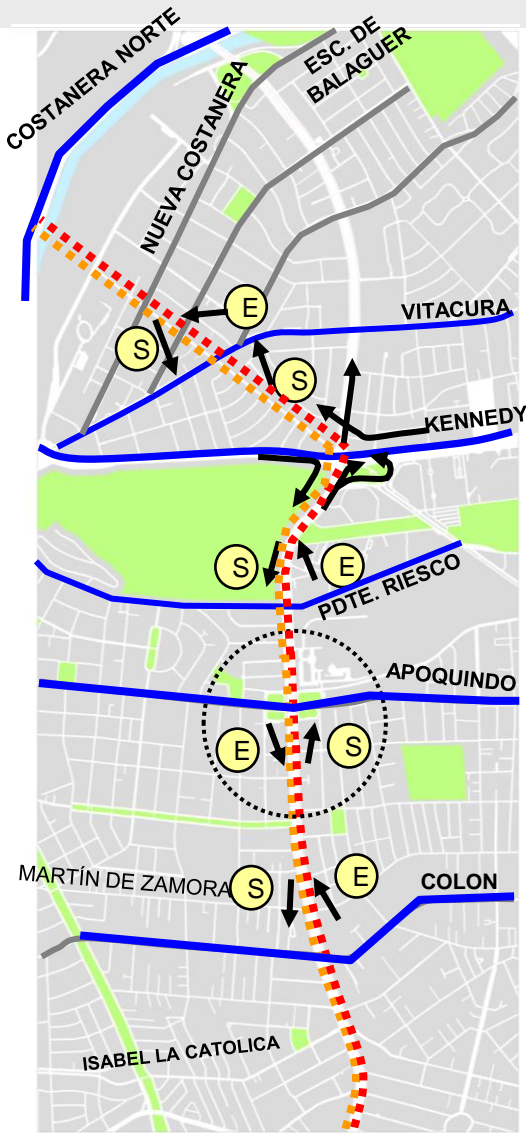 COSTANERA NORTE
NUEVA COSTANERA
ESC. DE
BALAGUER
E
S
VITACURA
S
KENNEDY
S
E
PDTE. RIESCO
APOQUINDO
E
S
MARTÍN DE ZAMORA
S
E
COLON
ISABEL LA CATOLICA